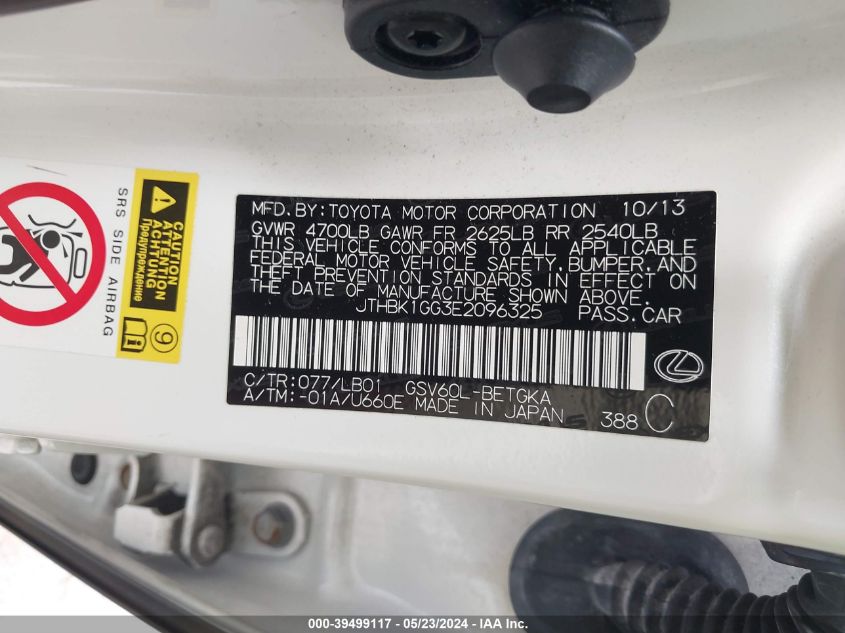 SRS SIDE AIRBAG
CAUTION
ATTENTION
ACHTUNG
Предупреждение
9
MFD.BY:TOYOTA MOTOR CORPORATION 10/13
GVWR 4700LB GAWR FR 2625LB RR 2540LB
THIS VEHICLE CONFORMS TO ALL APPLICABLE
FEDERAL MOTOR VEHICLE SAFETY,BUMPER,AND
THEFT PREVENTION STANDARDS IN EFFECT ON
THE DATE OF MANUFACTURE SHOWN ABOVE.
JTHBK1GG3E2096325 PASS.CAR
C/TR:077/LB01 GSV60L-BETGKA
A/TM:-01A/U660E MADE IN JAPAN
388 C
000-39499117 - 05/23/2024 - IAA Inc.